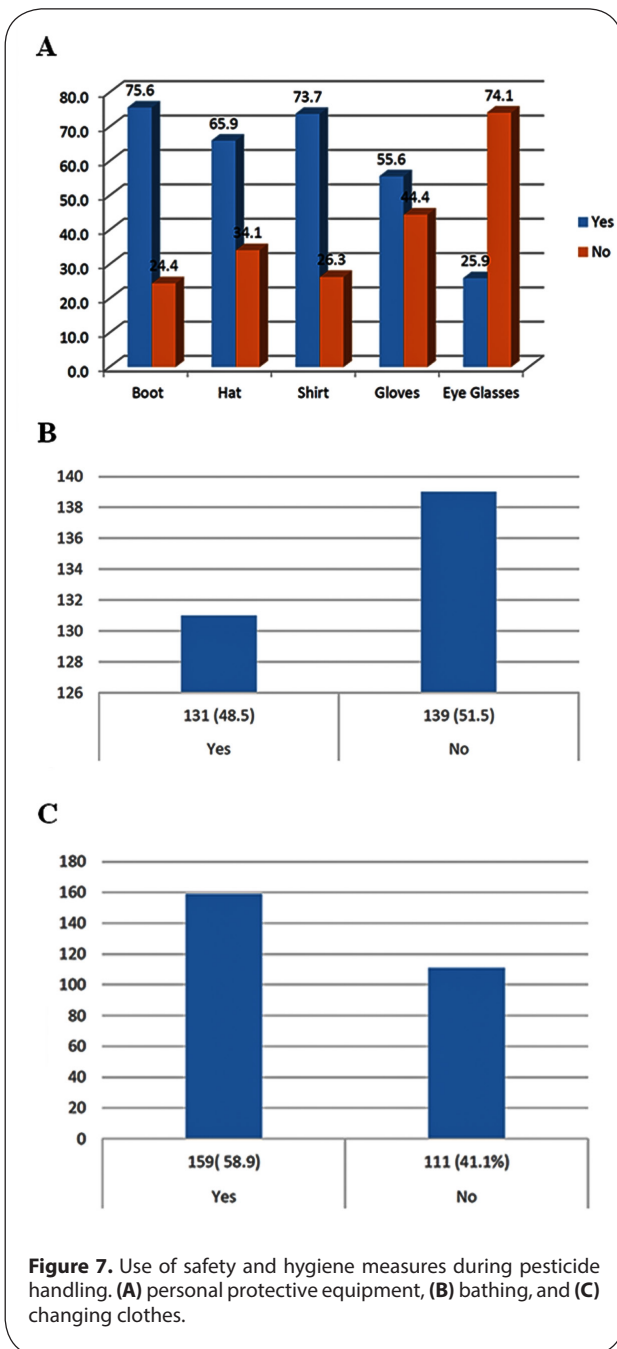 A
80.0
70.0
60.0
50.0
40.0
30.0
20.0
10.0
0.0
75.6
24.4
65.9
34.1
73.7
26.3
55.6
44.4
25.9
74.1
Boot Hat Shirt Gloves Eye Glasses
Yes
No
B
140
138
136
134
132
130
128
126
131 (48.5) 139 (51.5)
Yes No
C
180
160
140
120
100
80
60
40
20
0
159( 58.9) 111 (41.1%)
Yes No
Figure 7. Use of safety and hygiene measures during pesticide
handling. (A) personal protective equipment, (B) bathing, and (C)
changing clothes.